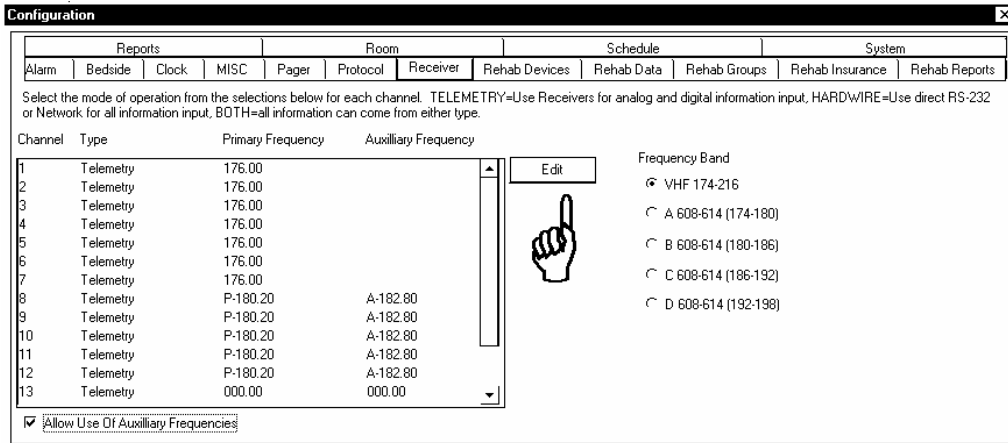 Configuration
Reports Room Schedule System
Alarm Bedside Clock MISC Pager Protocol Receiver Rehab Devices Rehab Data Rehab Groups Rehab Insurance Rehab Reports
Select the mode of operation from the selections below for each channel. TELEMETRY=Use Receivers for analog and digital information input, HARDWIRE=Use direct RS-232
or Network for all information input, BOTH=all information can come from either type.
Channel Type Primary Frequency Auxilliary Frequency
1 Telemetry 176.00
2 Telemetry 176.00
3 Telemetry 176.00
4 Telemetry 176.00
5 Telemetry 176.00
6 Telemetry 176.00
7 Telemetry 176.00
8 Telemetry P-180.20 A-182.80
9 Telemetry P-180.20 A-182.80
10 Telemetry P-180.20 A-182.80
11 Telemetry P-180.20 A-182.80
12 Telemetry P-180.20 A-182.80
13 Telemetry 000.00 000.00
Allow Use Of Auxilliary Frequencies
Edit
Frequency Band
VHF 174-216
A 608-614 (174-180)
B 608-614 (180-186)
C 608-614 (186-192)
D 608-614 (192-198)